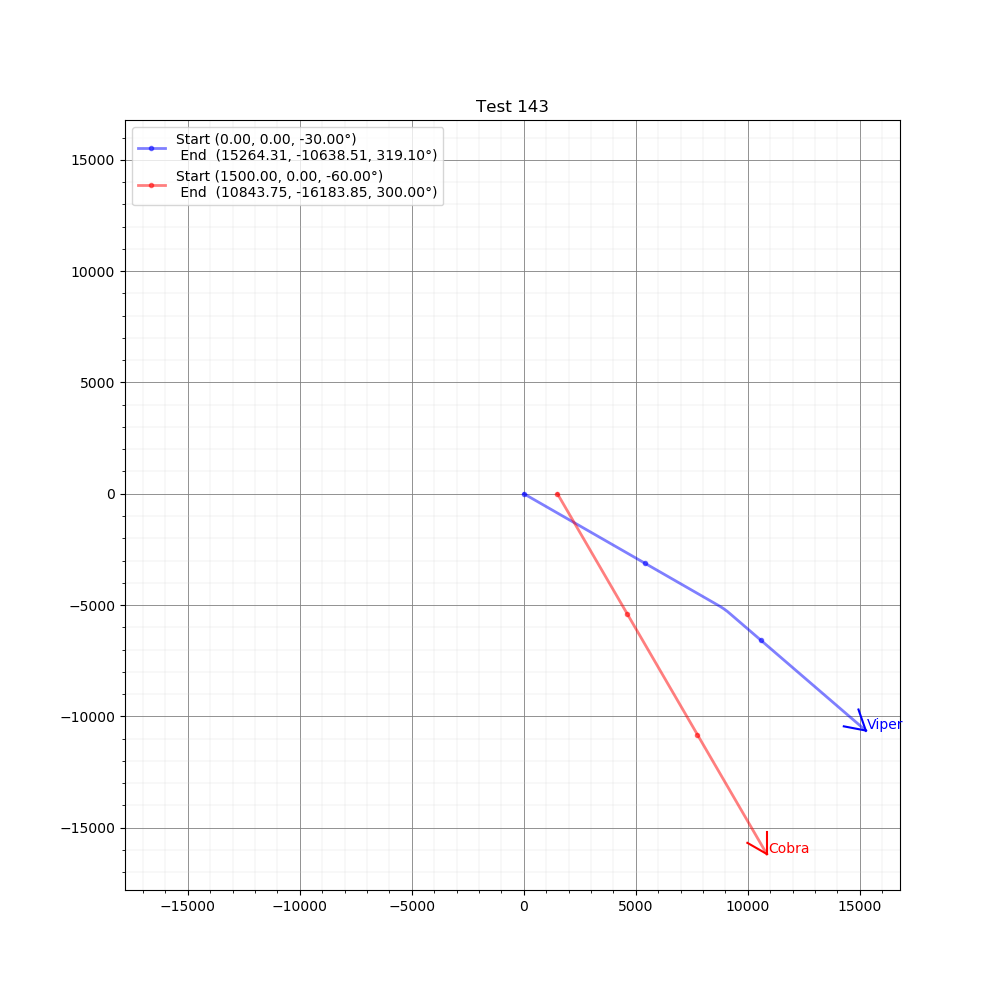 Test 143
Start (0.00, 0.00, -30.00°)
End (15264.31, -10638.51, 319.10°)
Start (1500.00, 0.00, -60.00°)
End (10843.75, -16183.85, 300.00°)
15000
10000
5000
0
−5000
−10000
−15000
Viper
Cobra
−15000 −10000 −5000 0 5000 10000 15000